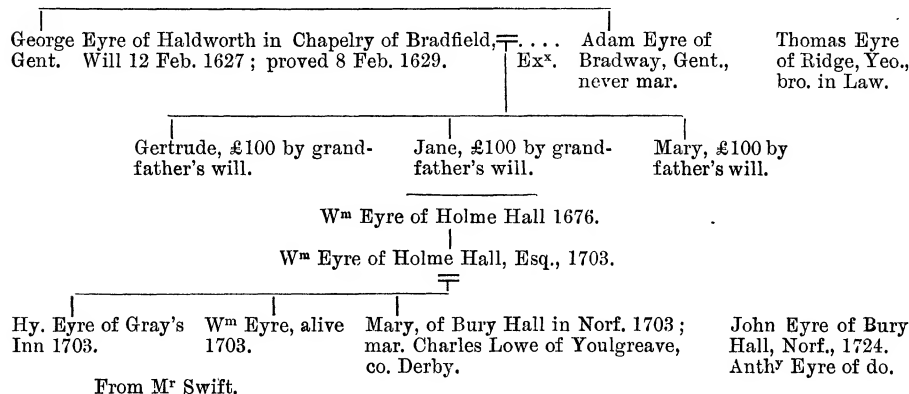 George Eyre of Haldworth in Chapelry of Bradfield,
Gent. Will 12 Feb. 1627 ; proved 8 Feb. 1629.
. . . .
Exˣ.
Adam Eyre of
Bradway, Gent.,
never mar.
Thomas Eyre
of Ridge, Yeo.,
bro. in Law.
Gertrude, £100 by grand-
father's will.
Jane, £100 by grand-
father's will.
Mary, £100 by
father's will.
Wᵐ Eyre of Holme Hall 1676.
Wᵐ Eyre of Holme Hall, Esq., 1703.
Hy. Eyre of Gray's
Inn 1703.
Wᵐ Eyre, alive
1703.
Mary, of Bury Hall in Norf. 1703 ;
mar. Charles Lowe of Youlgreave,
co. Derby.
John Eyre of Bury
Hall, Norf., 1724.
Anthʸ Eyre of do.
From Mʳ Swift.